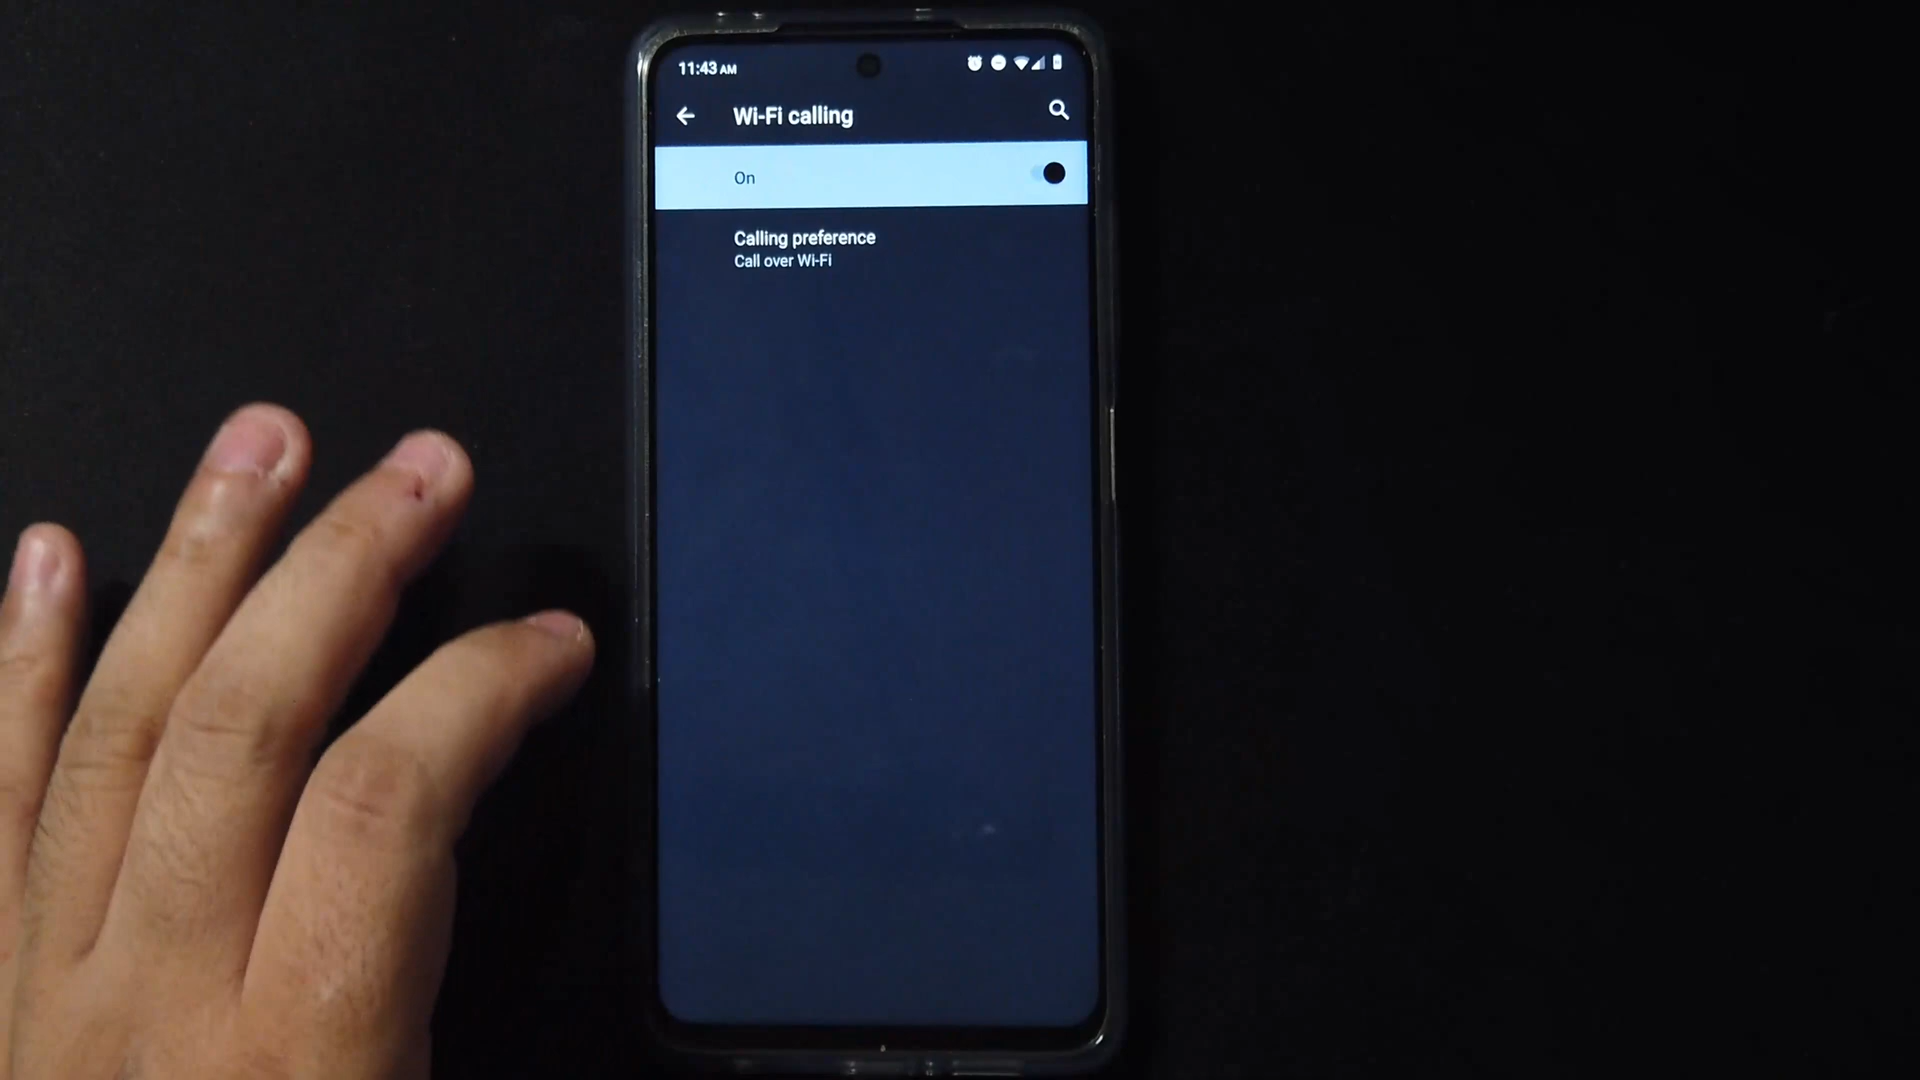 11:43 AM
Wi-Fi calling
On
Calling preference
Call over Wi-Fi